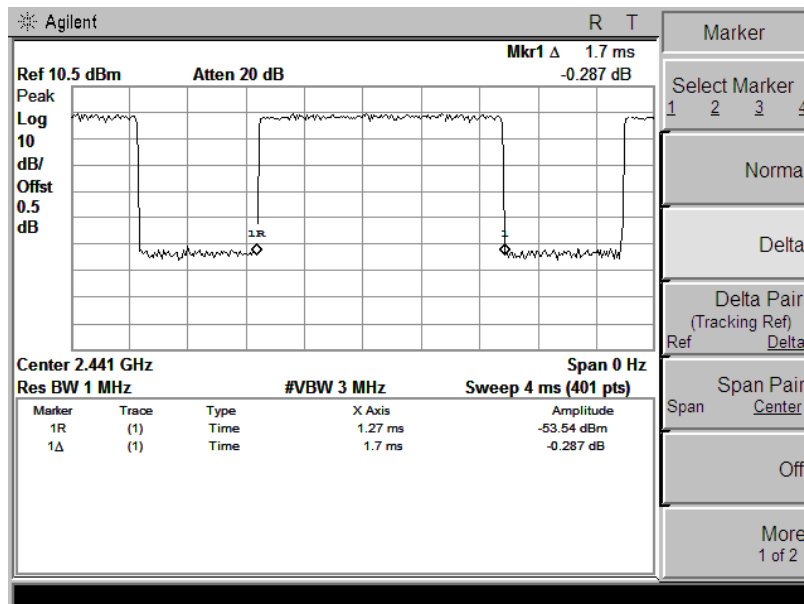 Agilent R T
Mkr1 Δ 1.7 ms
Ref 10.5 dBm Atten 20 dB -0.287 dB
Peak
Log
10
dB/
Offst
0.5
dB
1R 1
Center 2.441 GHz Span 0 Hz
Res BW 1 MHz #VBW 3 MHz Sweep 4 ms (401 pts)
Marker Trace Type X Axis Amplitude
1R (1) Time 1.27 ms -53.54 dBm
1Δ (1) Time 1.7 ms -0.287 dB
Marker
Select Marker
1 2 3 4
Norma
Delta
Delta Pair
(Tracking Ref)
Ref Delta
Span Pair
Span Center
Off
More
1 of 2